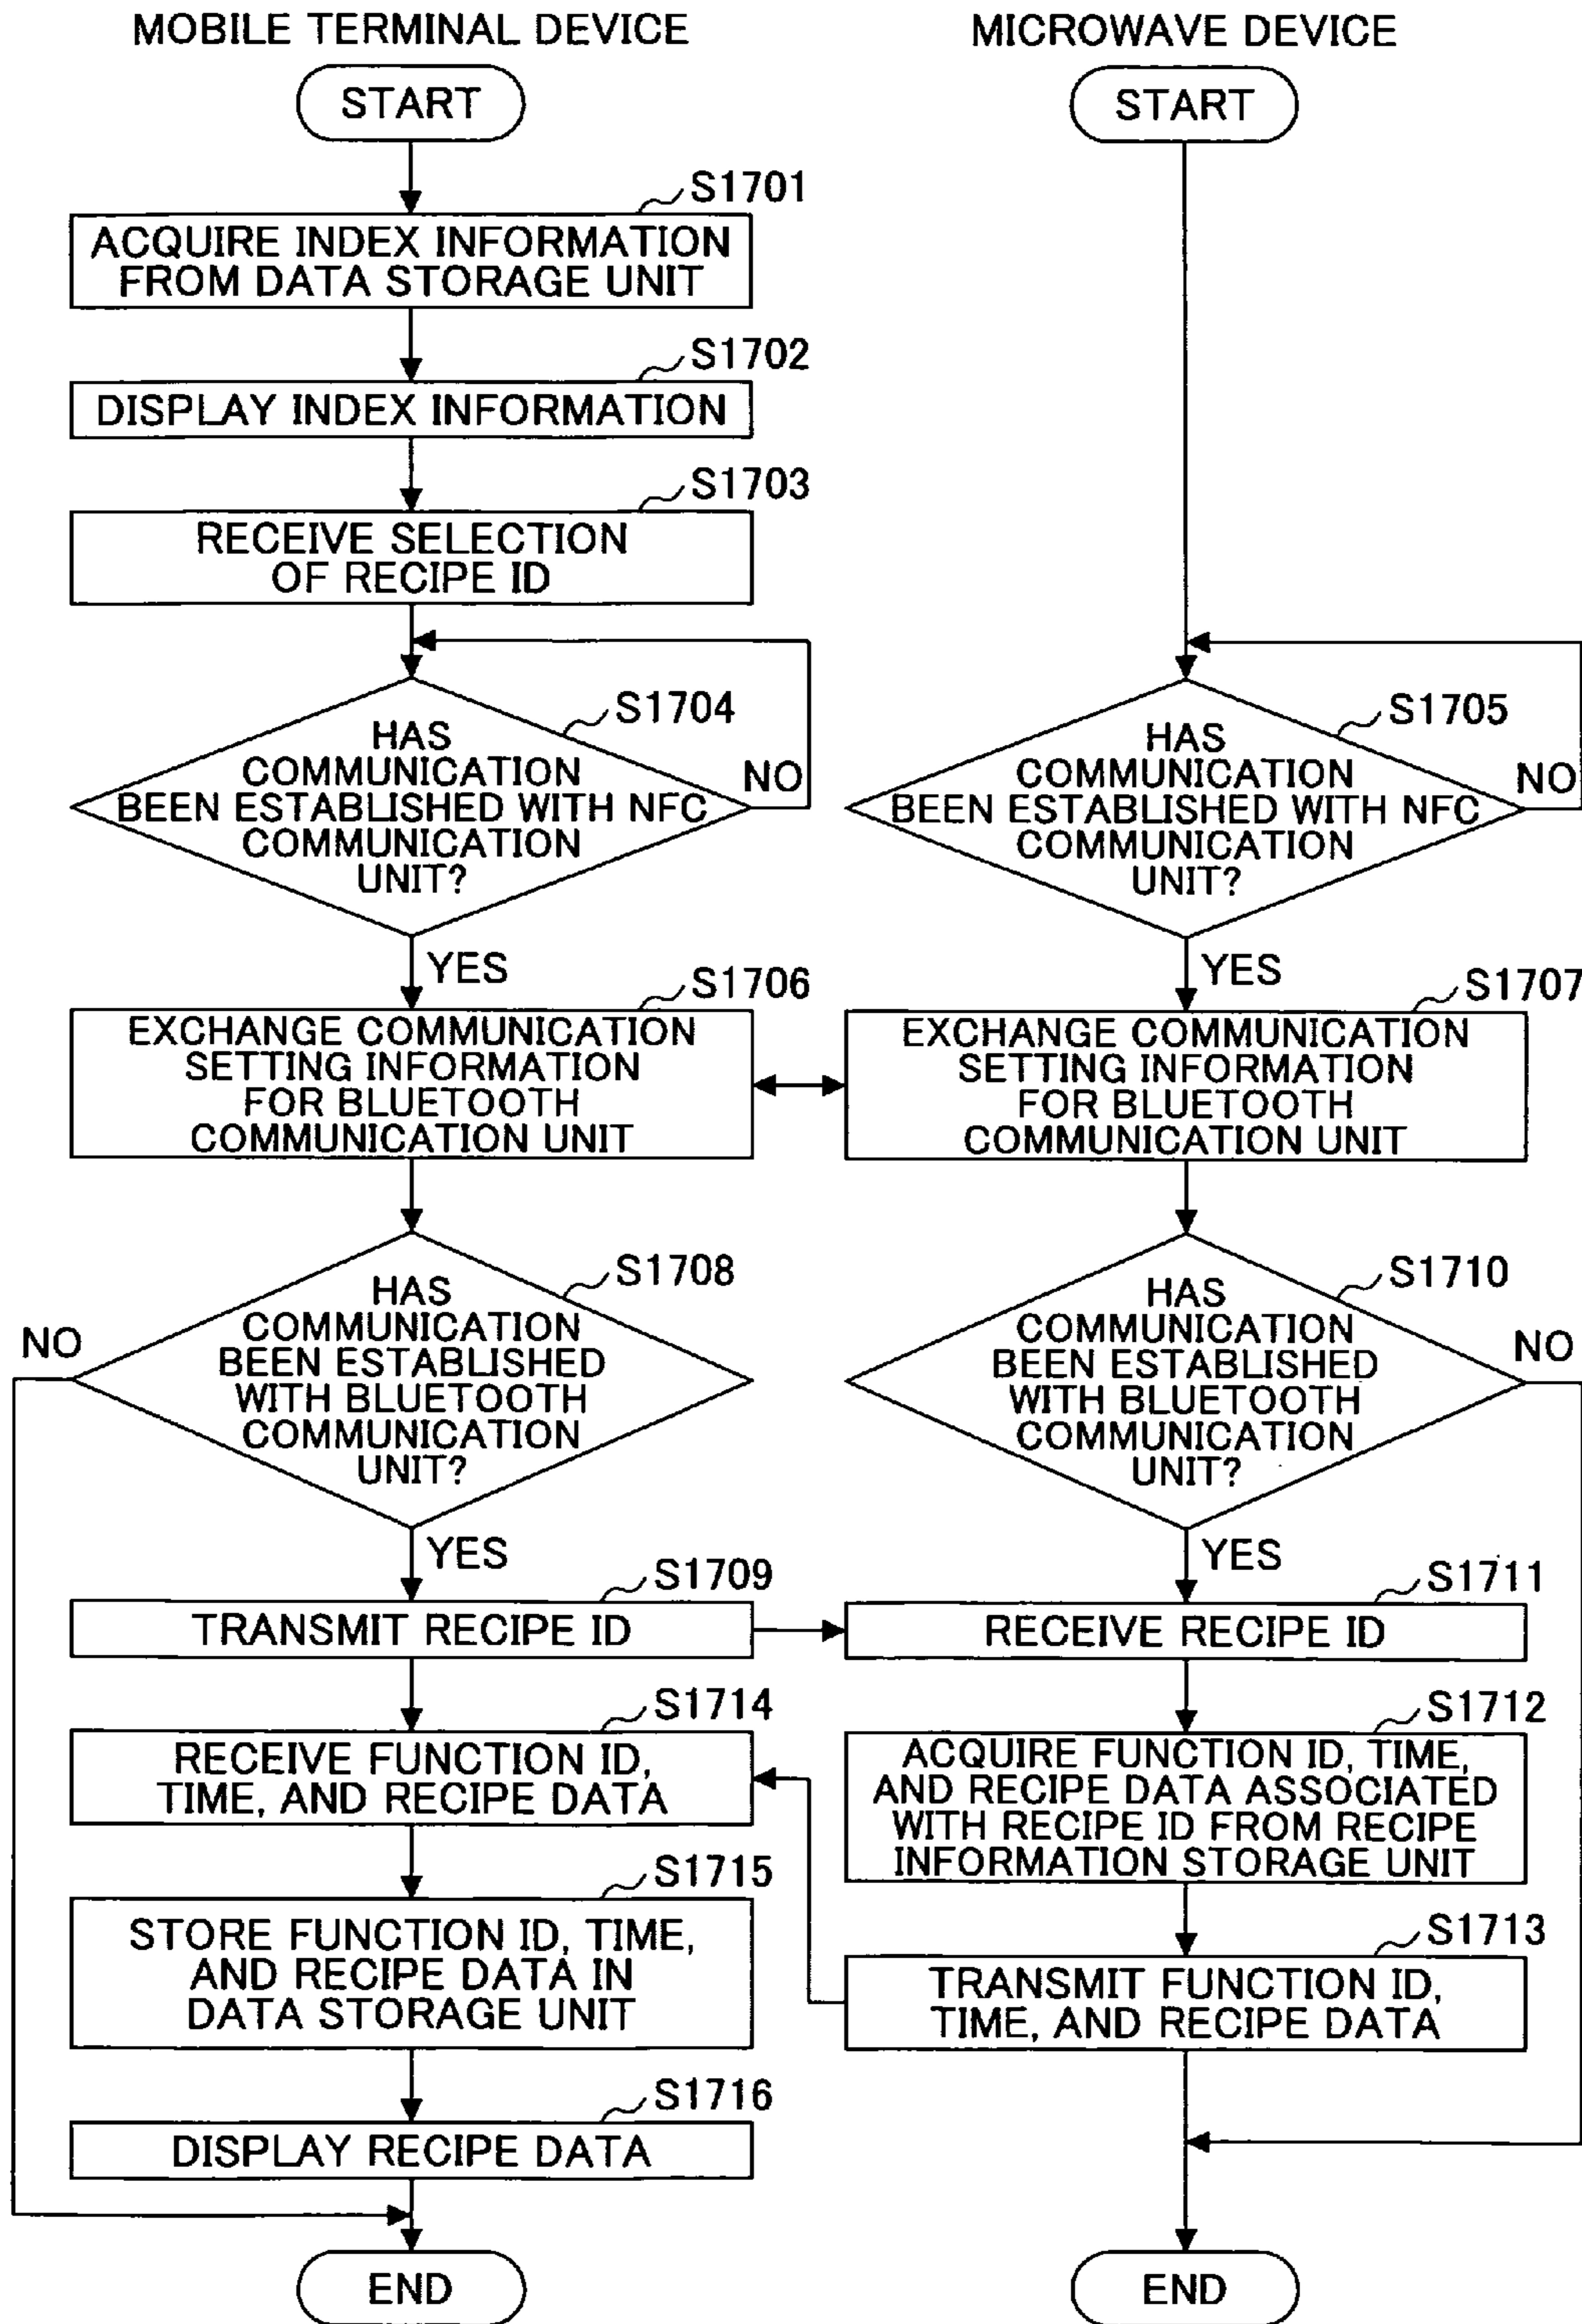 MOBILE TERMINAL DEVICE
START
S1701
ACQUIRE INDEX INFORMATION
FROM DATA STORAGE UNIT
S1702
DISPLAY INDEX INFORMATION
S1703
RECEIVE SELECTION
OF RECIPE ID
S1704
HAS
COMMUNICATION
BEEN ESTABLISHED WITH NFC
COMMUNICATION
UNIT?
NO
YES
S1706
EXCHANGE COMMUNICATION
SETTING INFORMATION
FOR BLUETOOTH
COMMUNICATION UNIT
S1708
HAS
COMMUNICATION
BEEN ESTABLISHED
WITH BLUETOOTH
COMMUNICATION
UNIT?
NO
YES
S1709
TRANSMIT RECIPE ID
S1714
RECEIVE FUNCTION ID,
TIME, AND RECIPE DATA
S1715
STORE FUNCTION ID, TIME,
AND RECIPE DATA IN
DATA STORAGE UNIT
S1716
DISPLAY RECIPE DATA
END
MICROWAVE DEVICE
START
S1705
HAS
COMMUNICATION
BEEN ESTABLISHED WITH NFC
COMMUNICATION
UNIT?
NO
YES
S1707
EXCHANGE COMMUNICATION
SETTING INFORMATION
FOR BLUETOOTH
COMMUNICATION UNIT
S1710
HAS
COMMUNICATION
BEEN ESTABLISHED
WITH BLUETOOTH
COMMUNICATION
UNIT?
NO
YES
S1711
RECEIVE RECIPE ID
S1712
ACQUIRE FUNCTION ID, TIME,
AND RECIPE DATA ASSOCIATED
WITH RECIPE ID FROM RECIPE
INFORMATION STORAGE UNIT
S1713
TRANSMIT FUNCTION ID,
TIME, AND RECIPE DATA
END